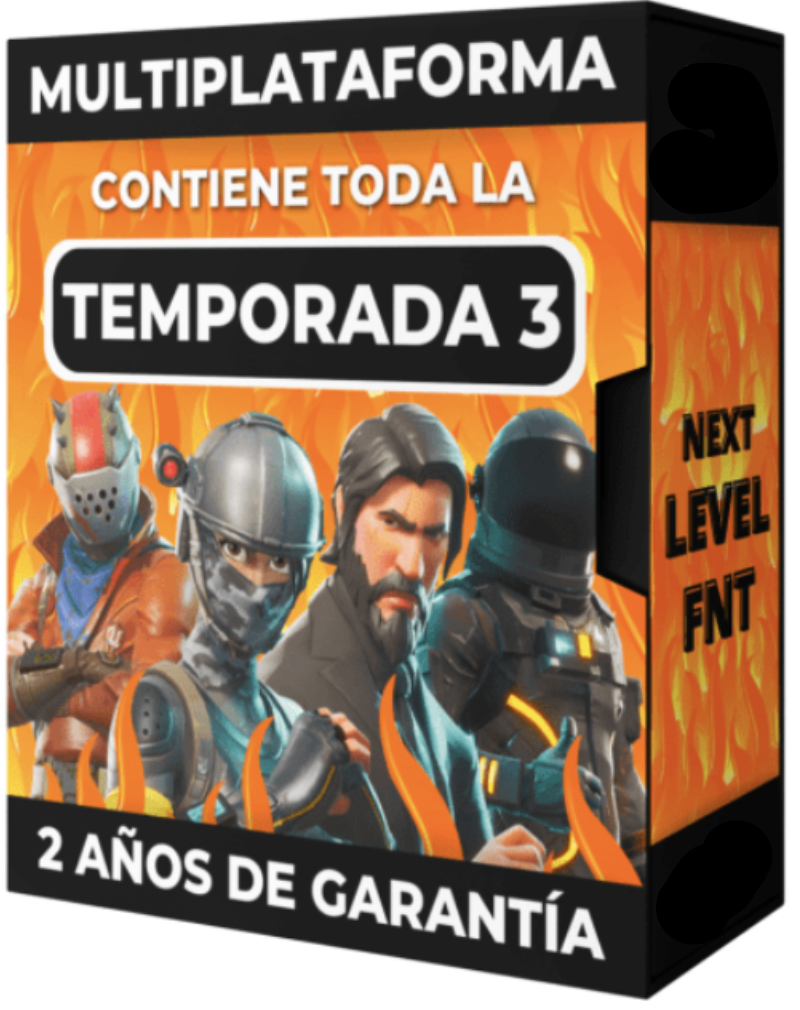 MULTIPLATAFORMA
CONTIENE TODA LA
TEMPORADA 3
2 AÑOS DE GARANTÍA
NEXT
LEVEL
FNT